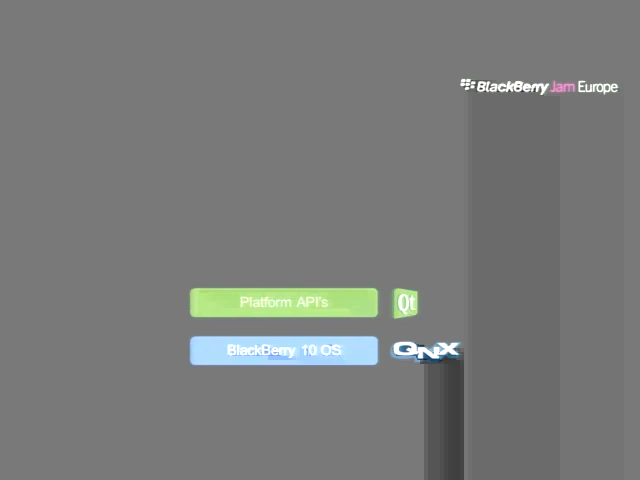 BlackBerry Jam Europe
Platform API's
Qt
BlackBerry 10 OS
QNX